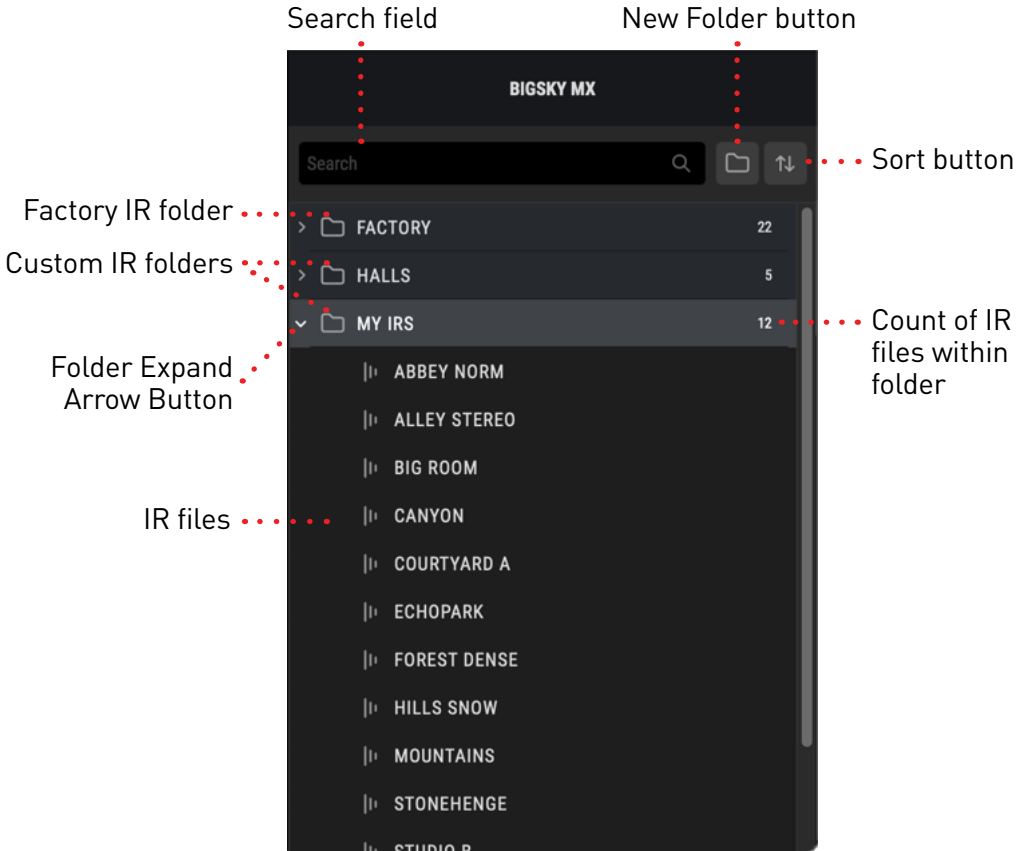 Search field
New Folder button
BIGSKY MX
Search
Sort button
Factory IR folder
FACTORY
22
Custom IR folders
HALLS
5
MY IRS
12
Count of IR
files within
folder
Folder Expand
Arrow Button
ABBEY NORM
ALLEY STEREO
BIG ROOM
IR files
CANYON
COURTYARD A
ECHOPARK
FOREST DENSE
HILLS SNOW
MOUNTAINS
STONEHENGE
STUDIO